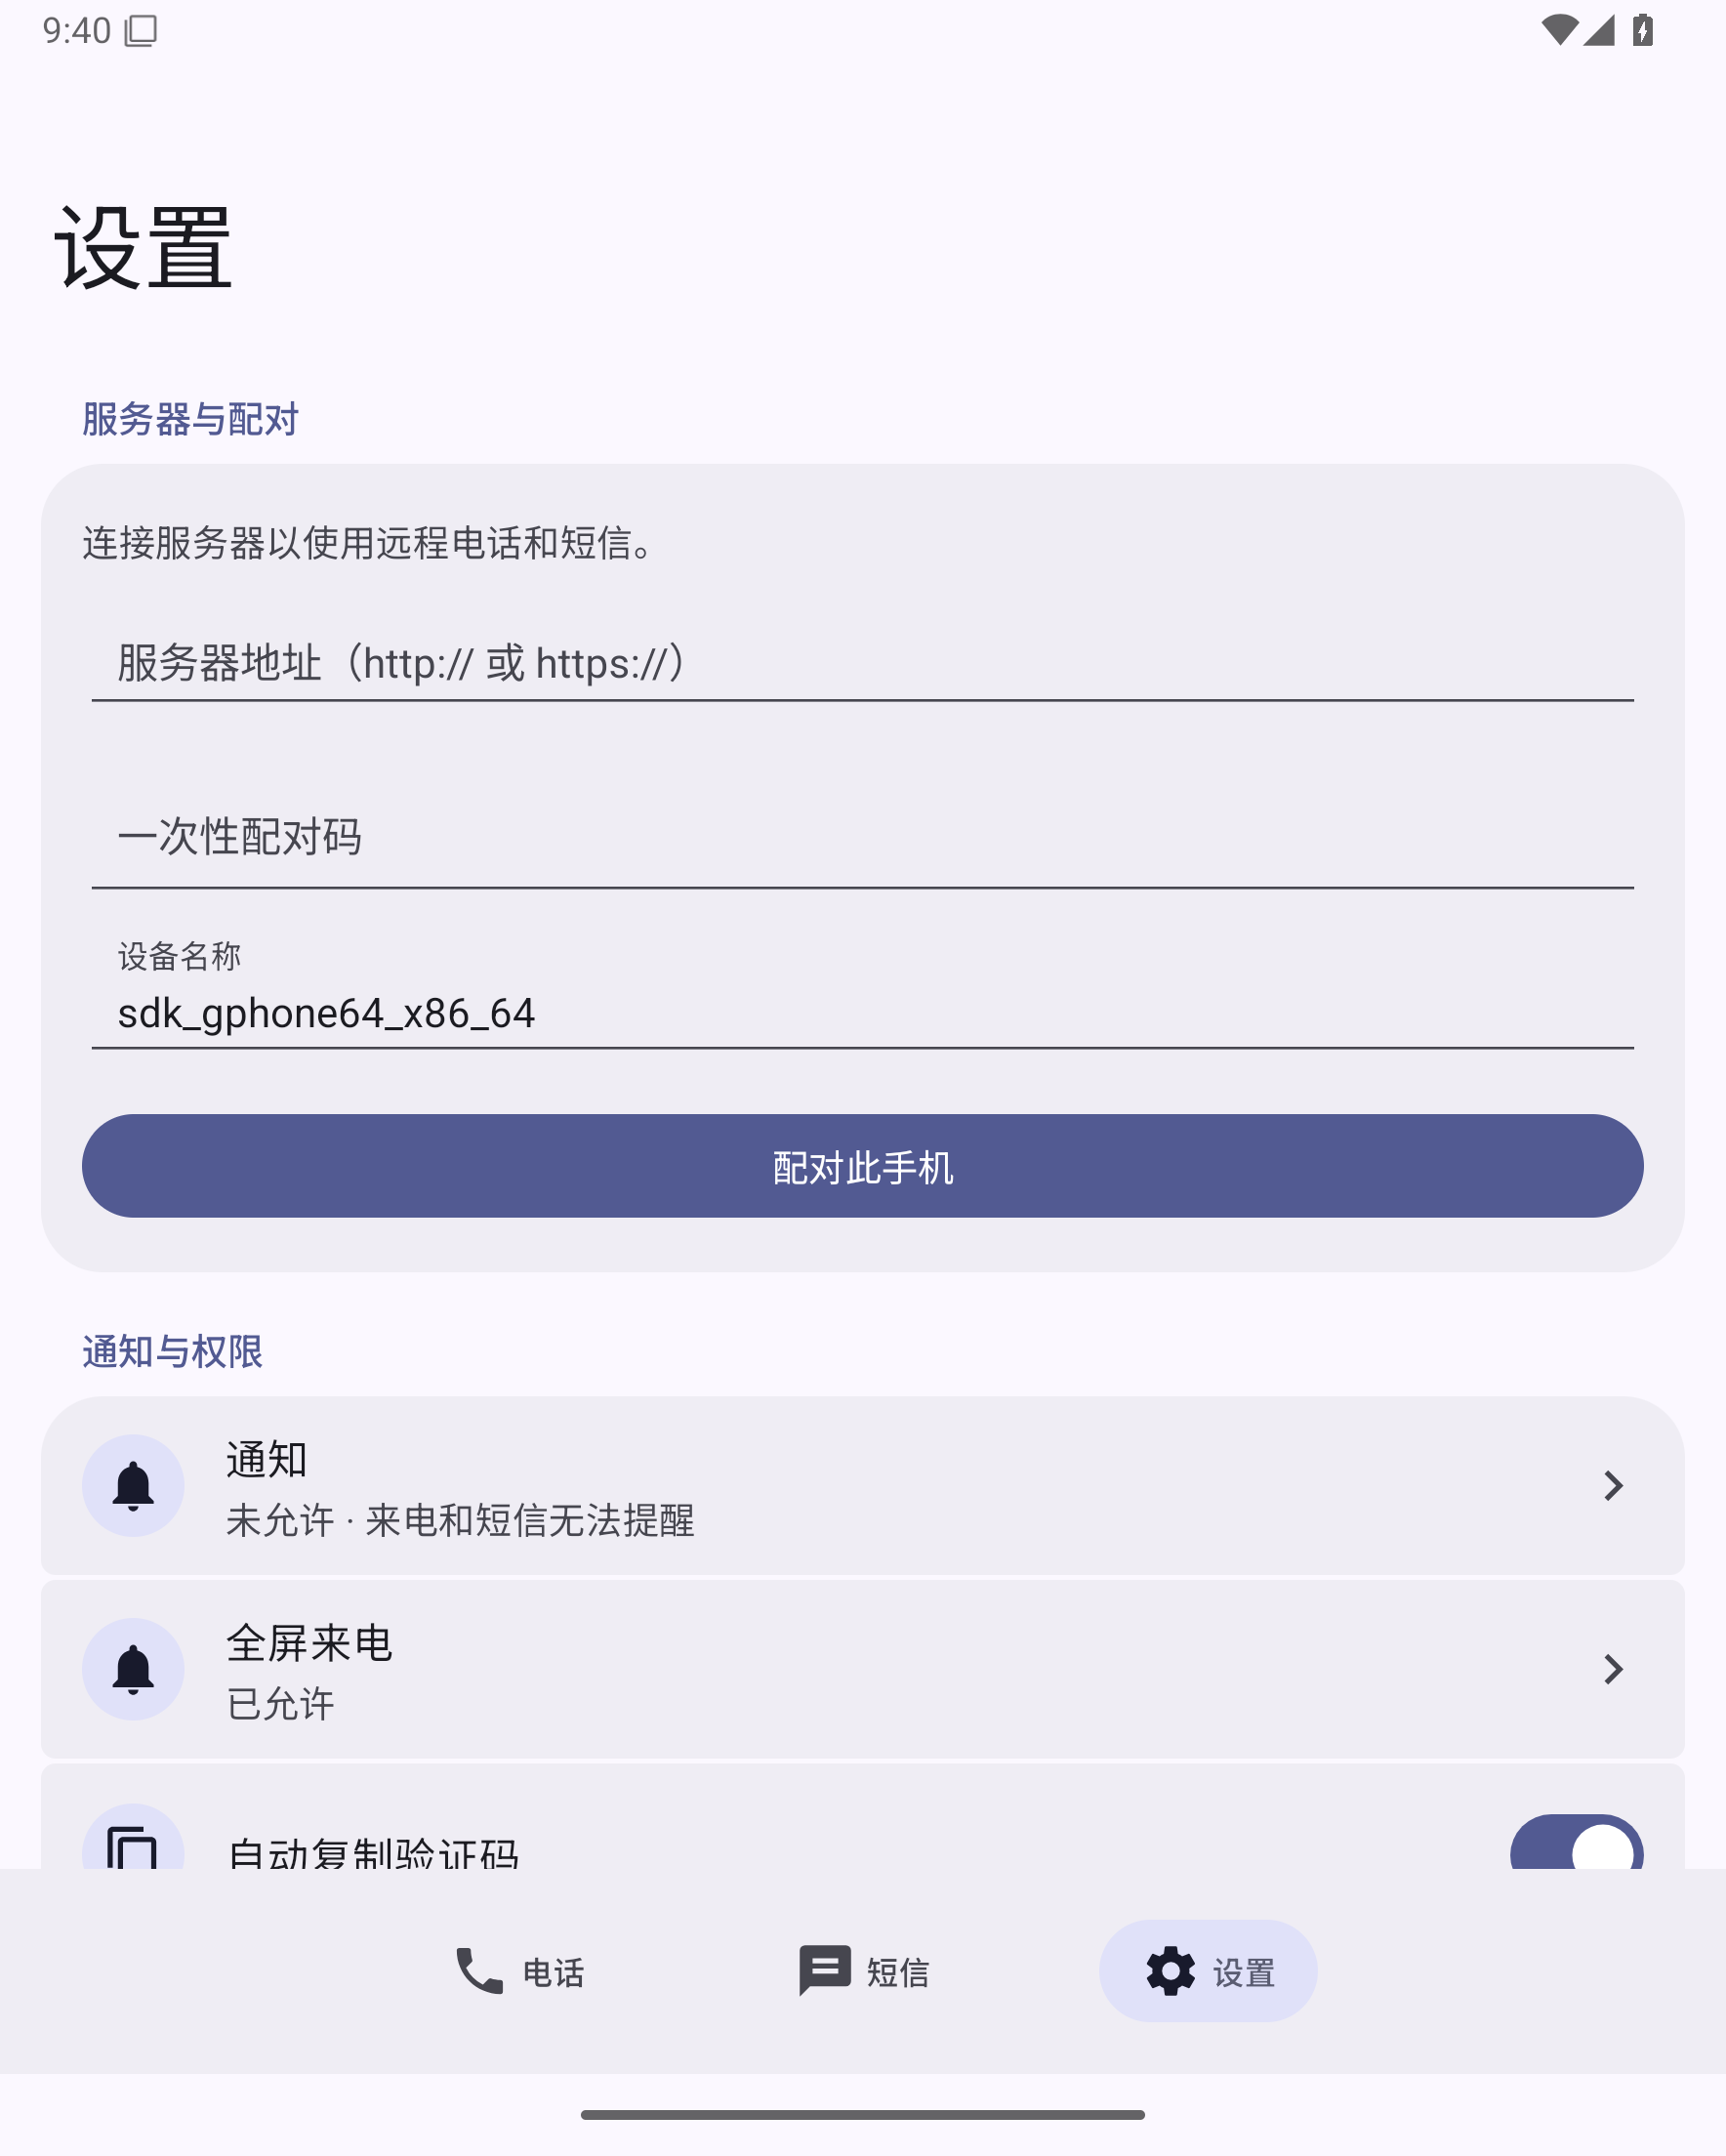 9:40
设置
服务器与配对
连接服务器以使用远程电话和短信。
服务器地址（http:// 或 https://）
一次性配对码
设备名称
sdk_gphone64_x86_64
配对此手机
通知与权限
通知
未允许 · 来电和短信无法提醒
全屏来电
已允许
自动复制验证码
电话
短信
设置